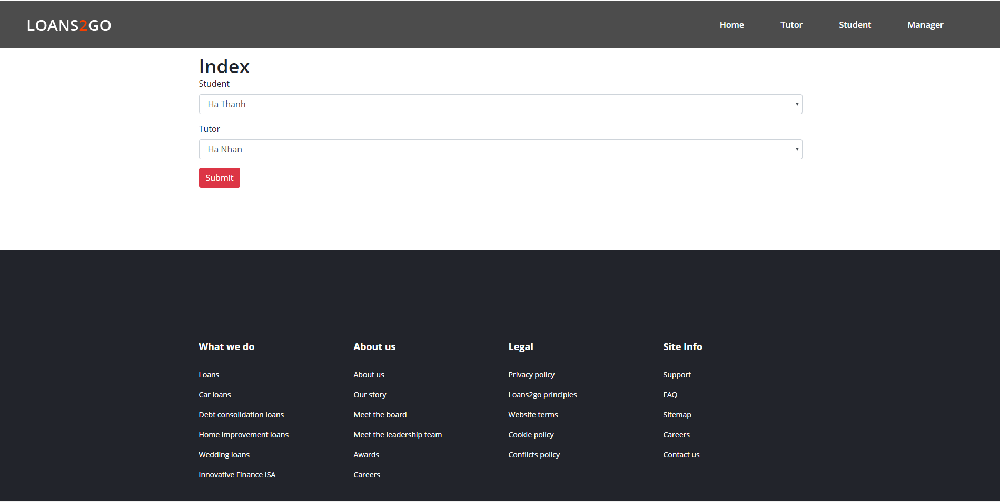 LOANS2GO
Home Tutor Student Manager
Index
Student
Ha Thanh
Tutor
Ha Nhan
Submit
What we do
Loans
Car loans
Debt consolidation loans
Home improvement loans
Wedding loans
Innovative Finance ISA
About us
About us
Our story
Meet the board
Meet the leadership team
Awards
Careers
Legal
Privacy policy
Loans2go principles
Website terms
Cookie policy
Conflicts policy
Site Info
Support
FAQ
Sitemap
Careers
Contact us